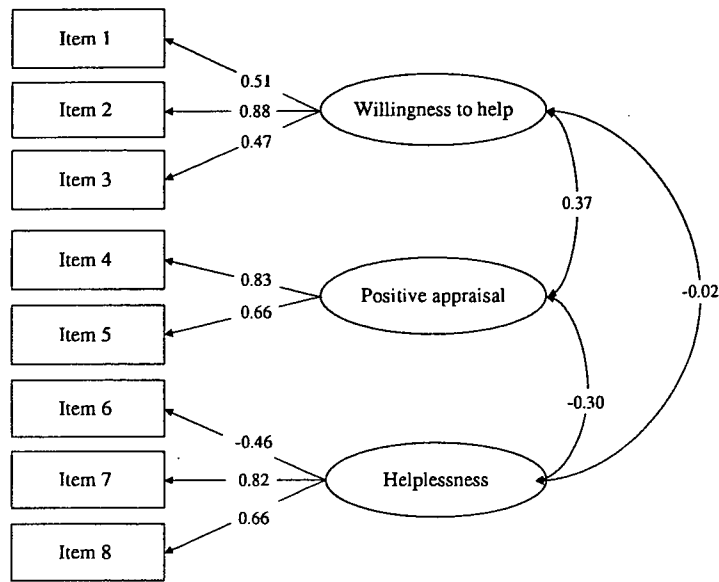 Item 1
0.51
Item 2
0.88
Willingness to help
0.47
Item 3
0.37
Item 4
0.83
Positive appraisal
-0.02
0.66
Item 5
-0.30
Item 6
-0.46
Item 7
0.82
Helplessness
0.66
Item 8